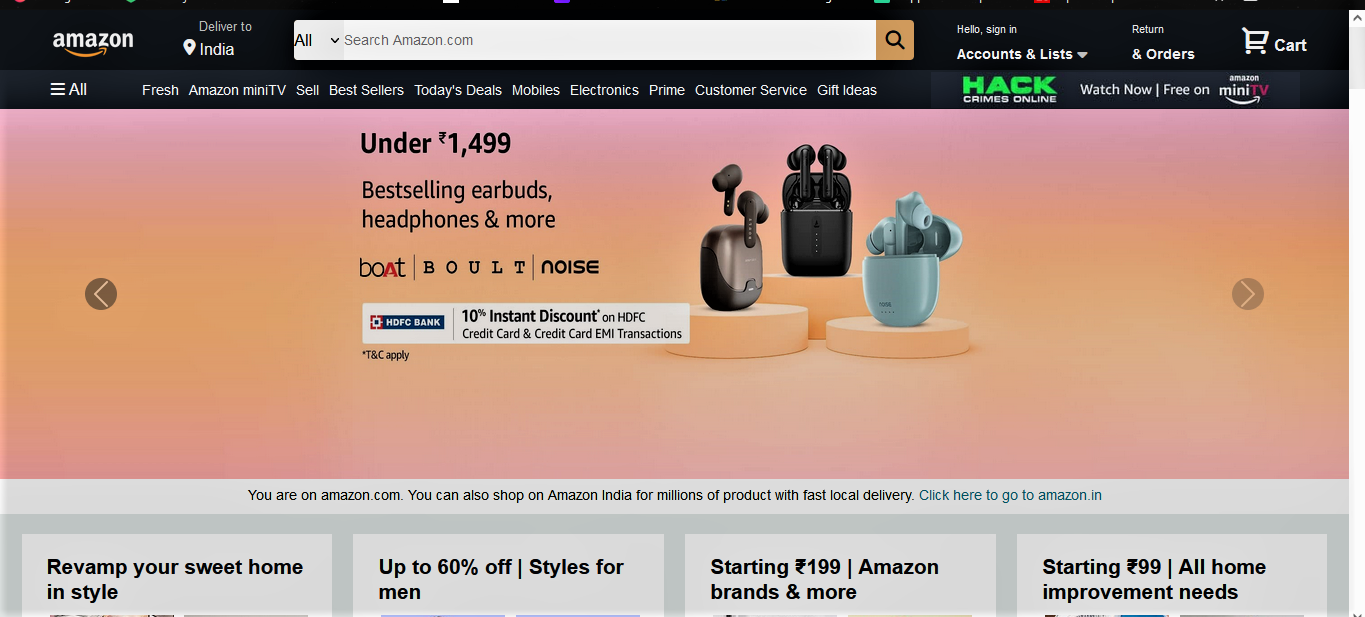 Deliver to
amazon
India
All
Search Amazon.com
Hello, sign in
Accounts & Lists
Return
& Orders
Cart
All
Fresh Amazon miniTV Sell Best Sellers Today's Deals Mobiles Electronics Prime Customer Service Gift Ideas
HACK
CRIMES ONLINE
Watch Now | Free on
amazon
miniTV
Under ₹1,499
Bestselling earbuds,
headphones & more
boAt | BOULT | NOISE
HDFC BANK
10% Instant Discount* on HDFC
Credit Card & Credit Card EMI Transactions
*T&C apply
You are on amazon.com. You can also shop on Amazon India for millions of product with fast local delivery. Click here to go to amazon.in
Revamp your sweet home
in style
Up to 60% off | Styles for
men
Starting ₹199 | Amazon
brands & more
Starting ₹99 | All home
improvement needs